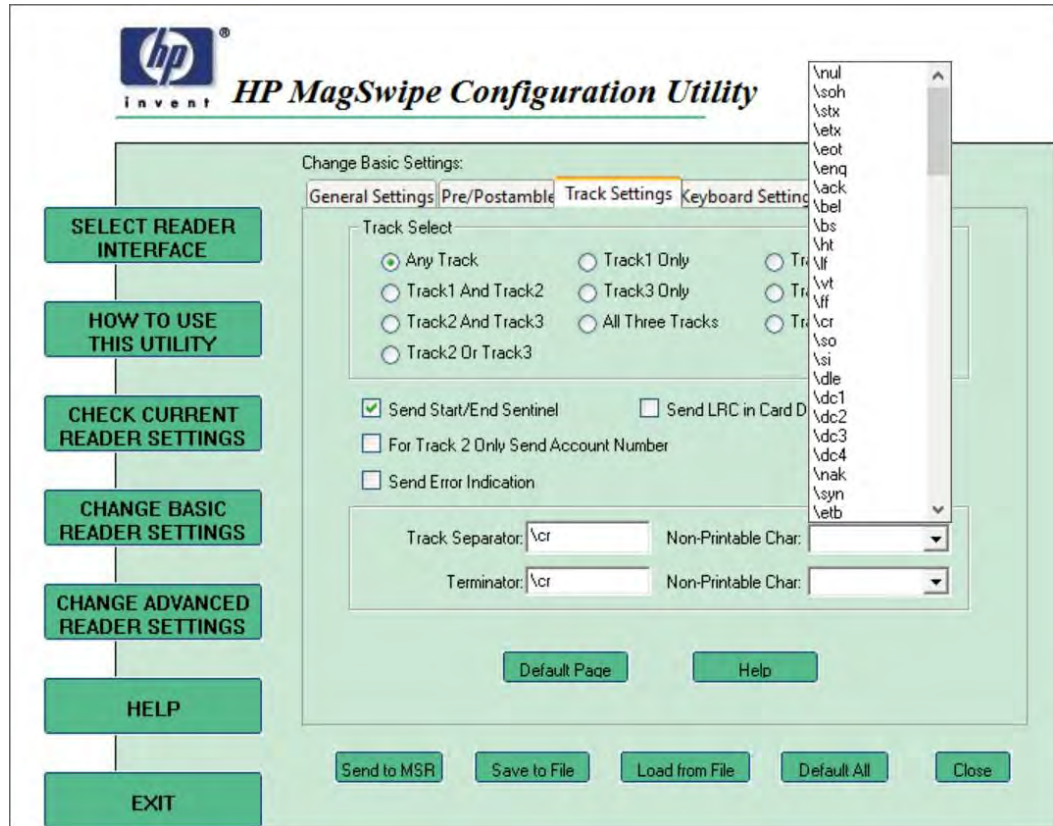 hp
®
invent
HP MagSwipe Configuration Utility
Change Basic Settings:
General Settings
Pre/Postamble
Track Settings
Keyboard Setting
SELECT READER
INTERFACE
HOW TO USE
THIS UTILITY
CHECK CURRENT
READER SETTINGS
CHANGE BASIC
READER SETTINGS
CHANGE ADVANCED
READER SETTINGS
HELP
EXIT
Track Select
Any Track
Track1 Only
Track1 And Track2
Track3 Only
Track2 And Track3
All Three Tracks
Track2 Or Track3
Send Start/End Sentinel
Send LRC in Card D
For Track 2 Only Send Account Number
Send Error Indication
Track Separator: \cr
Non-Printable Char:
Terminator: \cr
Non-Printable Char:
\nul
\soh
\stx
\etx
\eot
\enq
\ack
\bel
\bs
\ht
\lf
\vt
\ff
\cr
\so
\si
\dle
\dc1
\dc2
\dc3
\dc4
\nak
\syn
\etb
Default Page
Help
Send to MSR
Save to File
Load from File
Default All
Close